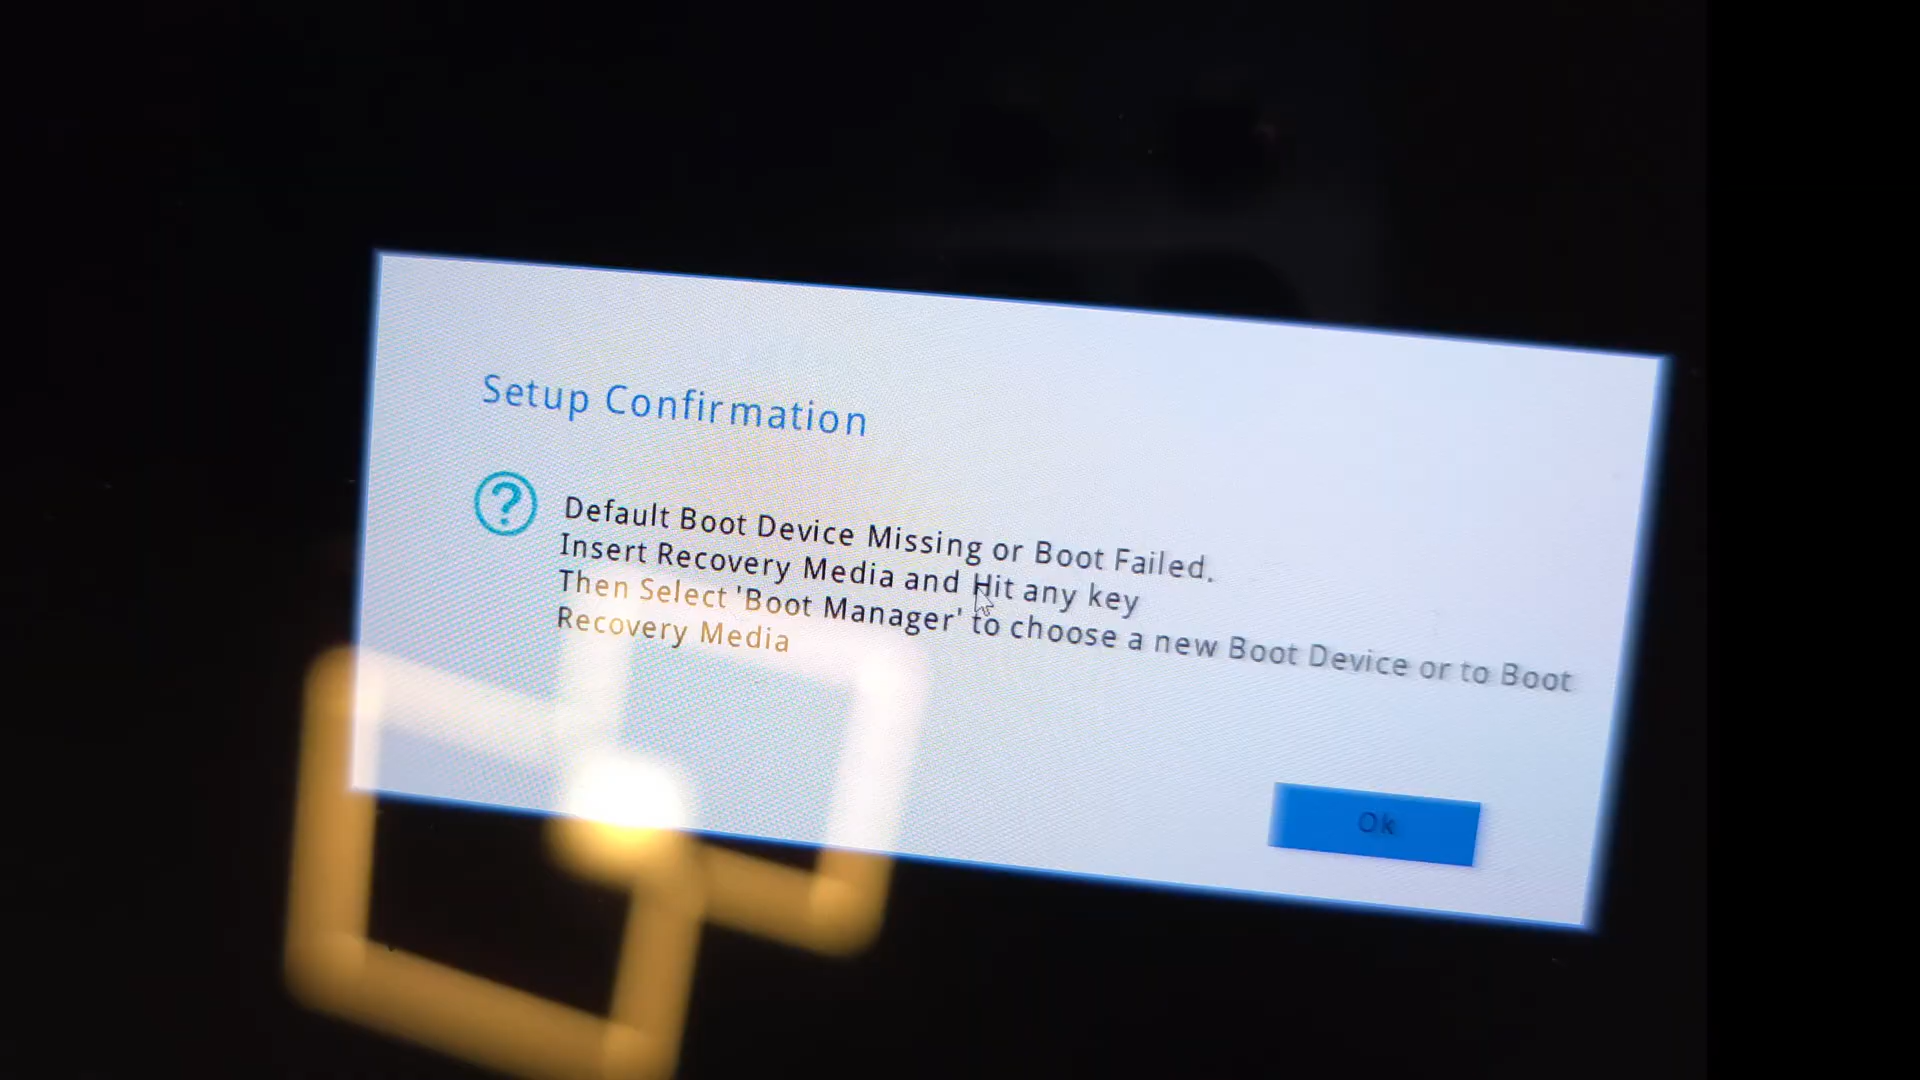 Setup Confirmation
?
Default Boot Device Missing or Boot Failed.
Insert Recovery Media and Hit any key
Then Select 'Boot Manager' to choose a new Boot Device or to Boot
Recovery Media
Ok